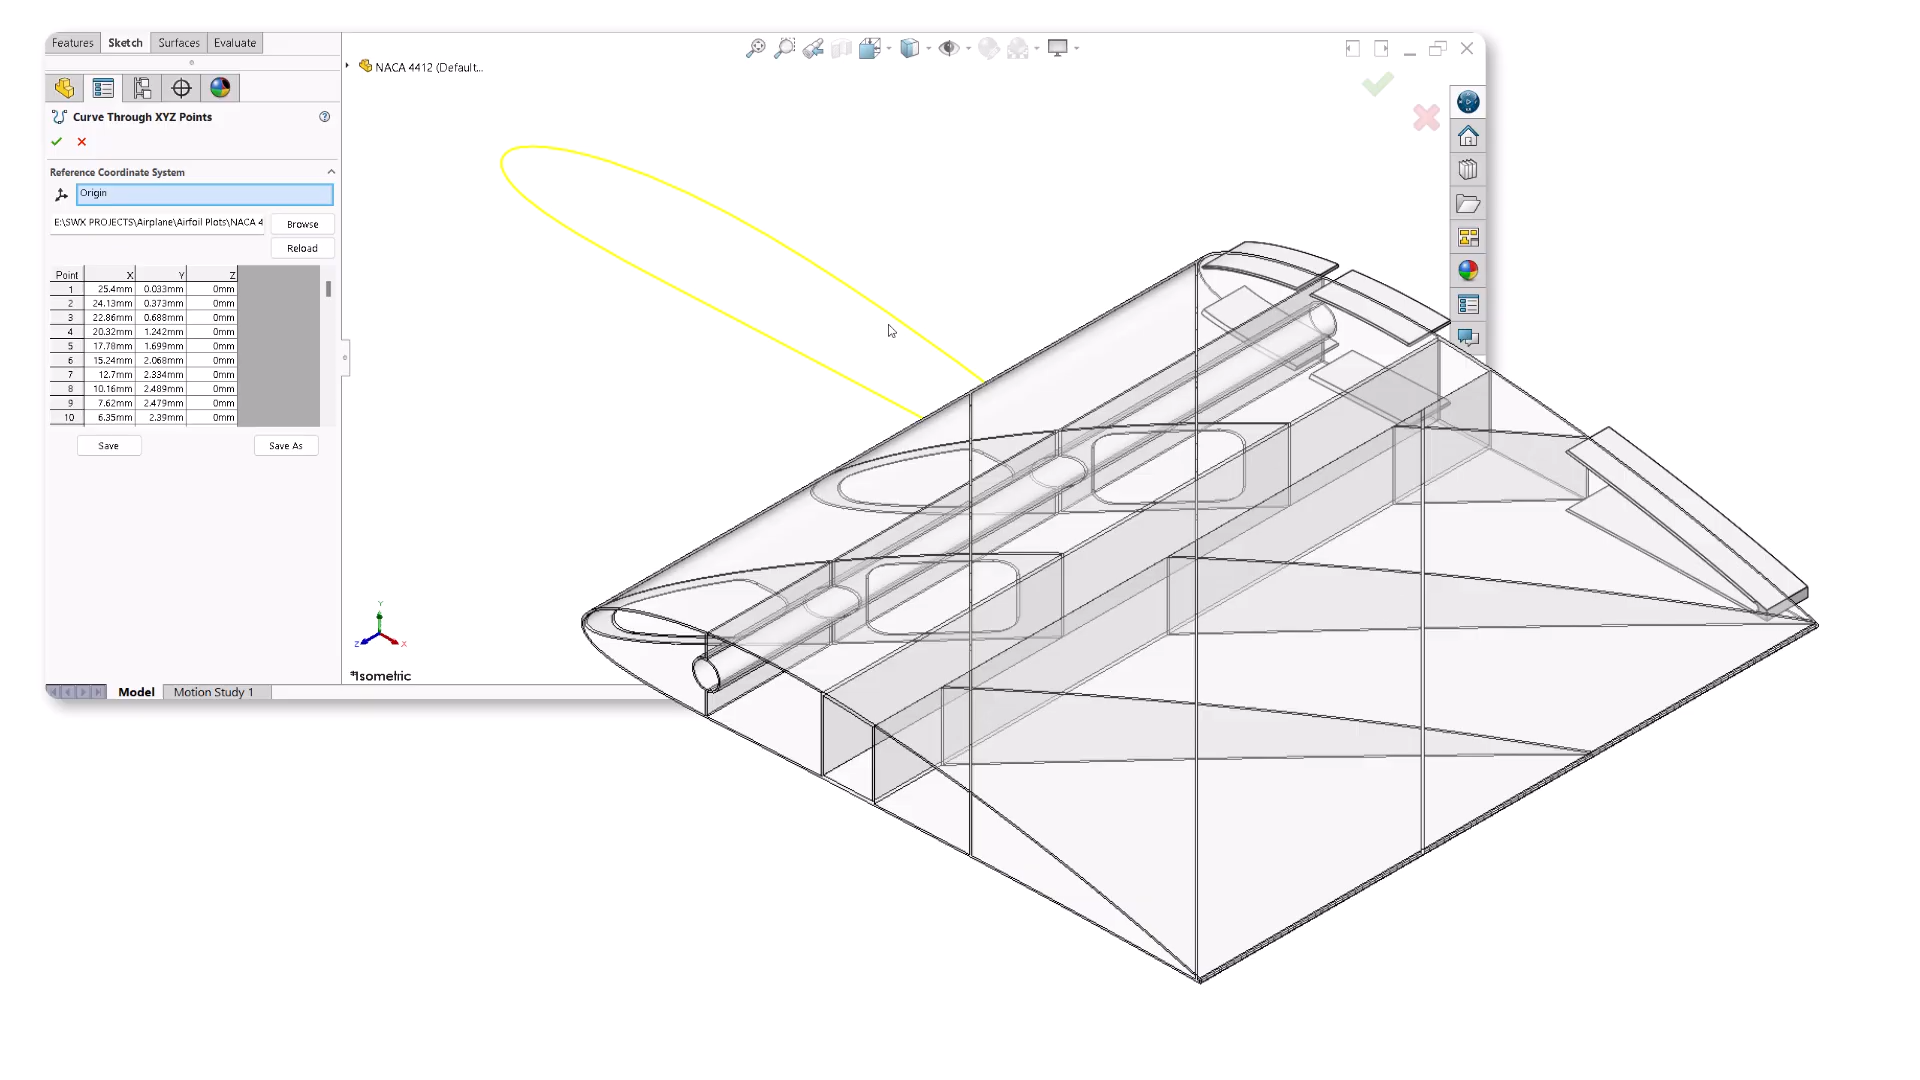 Features Sketch Surfaces Evaluate
NACA 4412 (Default...
Curve Through XYZ Points
Reference Coordinate System
Origin
E:\SWX PROJECTS\Airplane\Airfoil Plots\NACA 4
Browse
Reload
Point X Y Z
1 25.4mm 0.033mm 0mm
2 24.13mm 0.373mm 0mm
3 22.86mm 0.688mm 0mm
4 20.32mm 1.242mm 0mm
5 17.78mm 1.699mm 0mm
6 15.24mm 2.068mm 0mm
7 12.7mm 2.334mm 0mm
8 10.16mm 2.489mm 0mm
9 7.62mm 2.479mm 0mm
10 6.35mm 2.39mm 0mm
Save Save As
Y
Z X
*Isometric
Model Motion Study 1